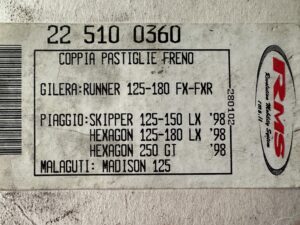 22 510 0360
COPPIA PASTIGLIE FRENO
GILERA:RUNNER 125-180 FX-FXR
PIAGGIO:SKIPPER 125-150 LX '98
HEXAGON 125-180 LX '98
HEXAGON 250 GT '98
MALAGUTI: MADISON 125
280102
RMS